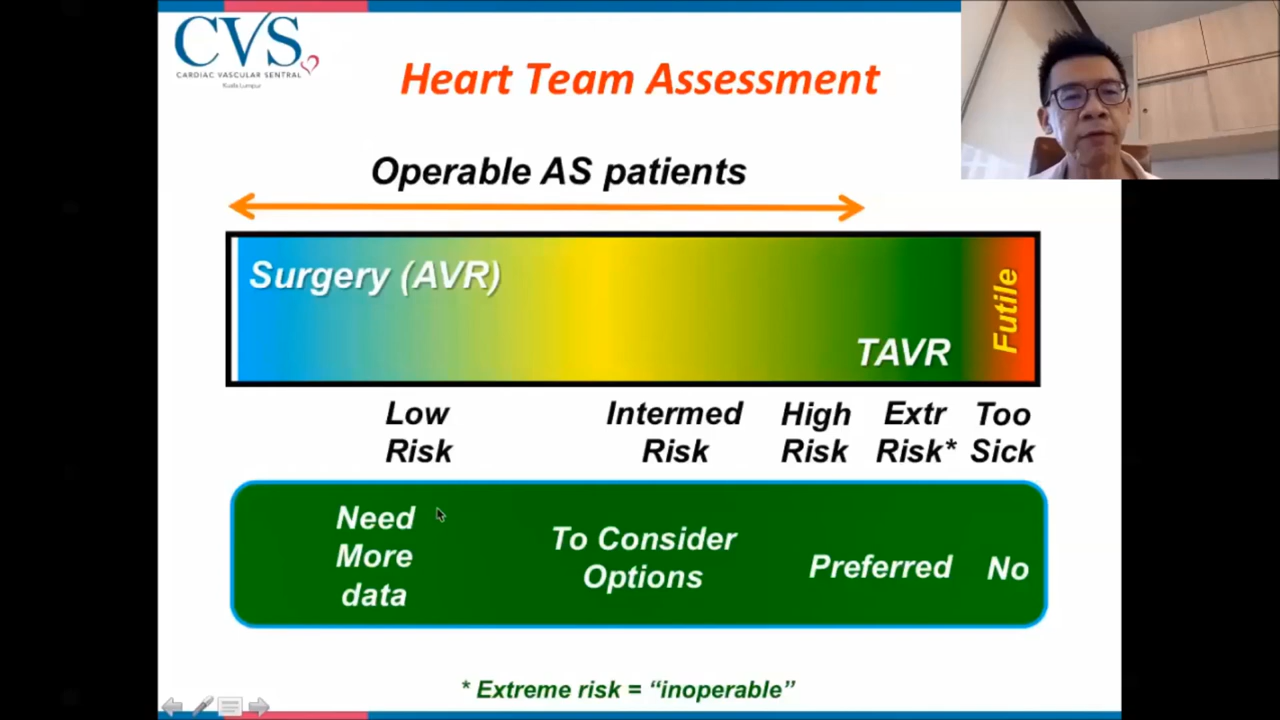 CVS
CARDIAC VASCULAR SENTRAL
Kuala Lumpur
Heart Team Assessment
Operable AS patients
Surgery (AVR)
TAVR
Futile
Low
Risk
Intermed
Risk
High
Risk
Extr
Risk*
Too
Sick
Need
More
data
To Consider
Options
Preferred
No
* Extreme risk = “inoperable”